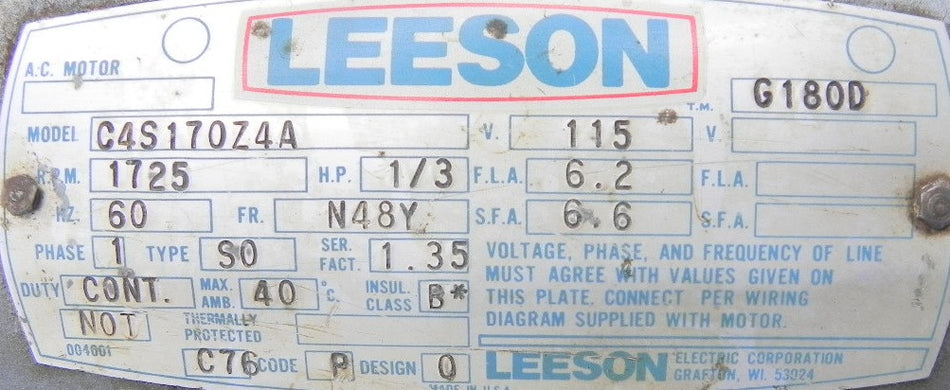 LEESON
A.C. MOTOR
T.M. G180D
MODEL C4S170Z4A V. 115 V.
R.P.M. 1725 H.P. 1/3 F.L.A. 6.2 F.L.A.
HZ. 60 FR. N48Y S.F.A. 6.6 S.F.A.
PHASE 1 TYPE SO SER. FACT. 1.35
DUTY CONT. MAX. AMB. 40 °C. INSUL. CLASS B*
NOT THERMALLY PROTECTED
004001 C76 CODE P DESIGN O
VOLTAGE, PHASE, AND FREQUENCY OF LINE
MUST AGREE WITH VALUES GIVEN ON
THIS PLATE. CONNECT PER WIRING
DIAGRAM SUPPLIED WITH MOTOR.
LEESON ELECTRIC CORPORATION
GRAFTON, WI. 53024
MADE IN U.S.A.